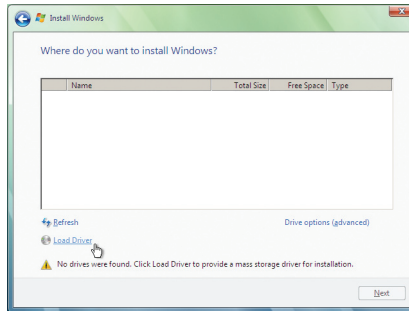 Install Windows
Where do you want to install Windows?
Name Total Size Free Space Type
Refresh Drive options (advanced)
Load Driver
No drives were found. Click Load Driver to provide a mass storage driver for installation.
Next